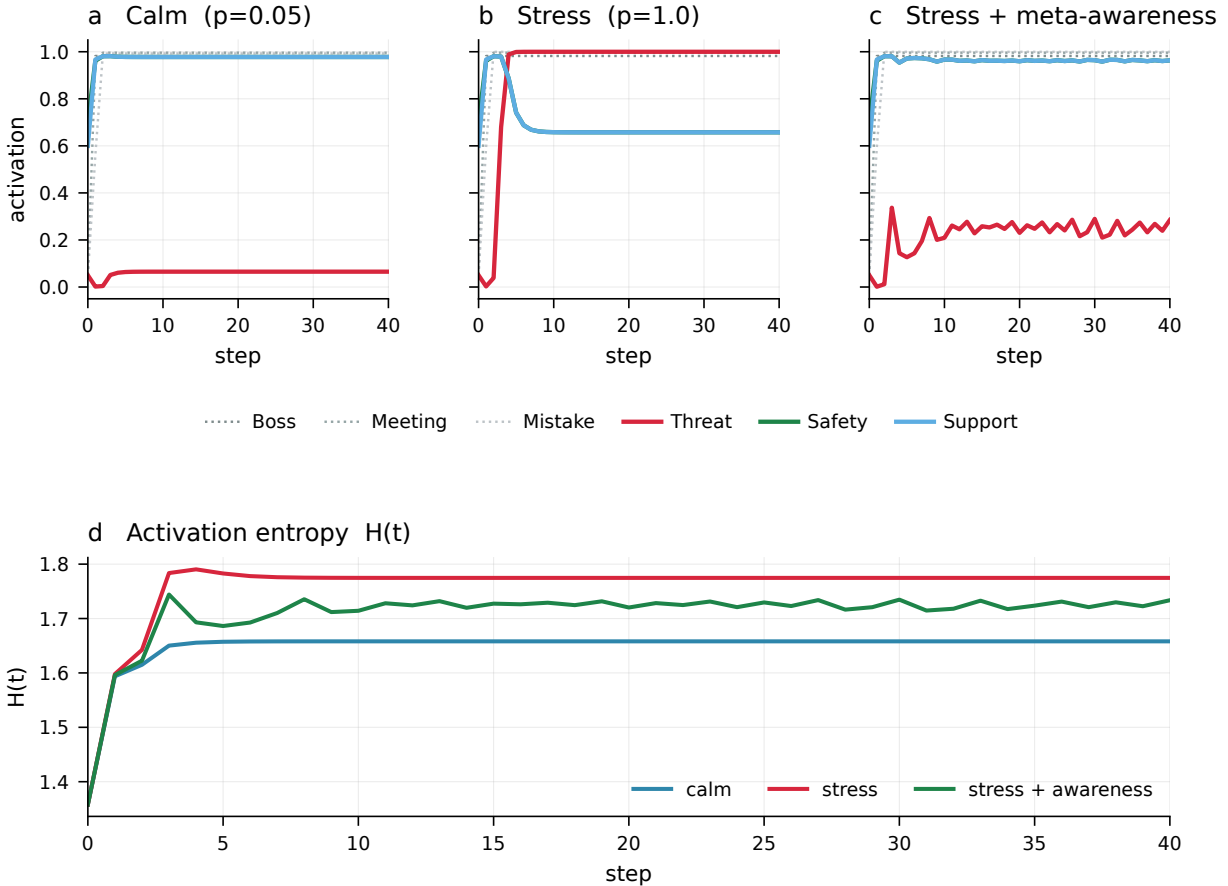 a Calm (p=0.05)
b Stress (p=1.0)
c Stress + meta-awareness
activation
1.0
0.8
0.6
0.4
0.2
0.0
0 10 20 30 40
0 10 20 30 40
0 10 20 30 40
step
step
step
Boss Meeting Mistake Threat Safety Support
d Activation entropy H(t)
H(t)
1.8
1.7
1.6
1.5
1.4
calm stress stress + awareness
0 5 10 15 20 25 30 35 40
step